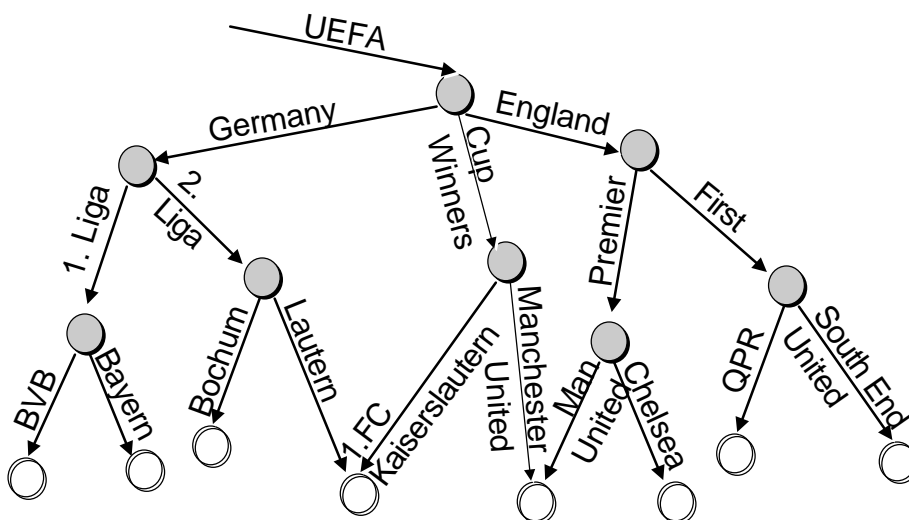 UEFA
Germany
Cup
Winners
England
1. Liga
2.
Liga
Premier
First
BVB
Bayern
Bochum
Lautern
1.FC
Kaiserslautern
Manchester
United
Man
United
Chelsea
QPR
South End
United